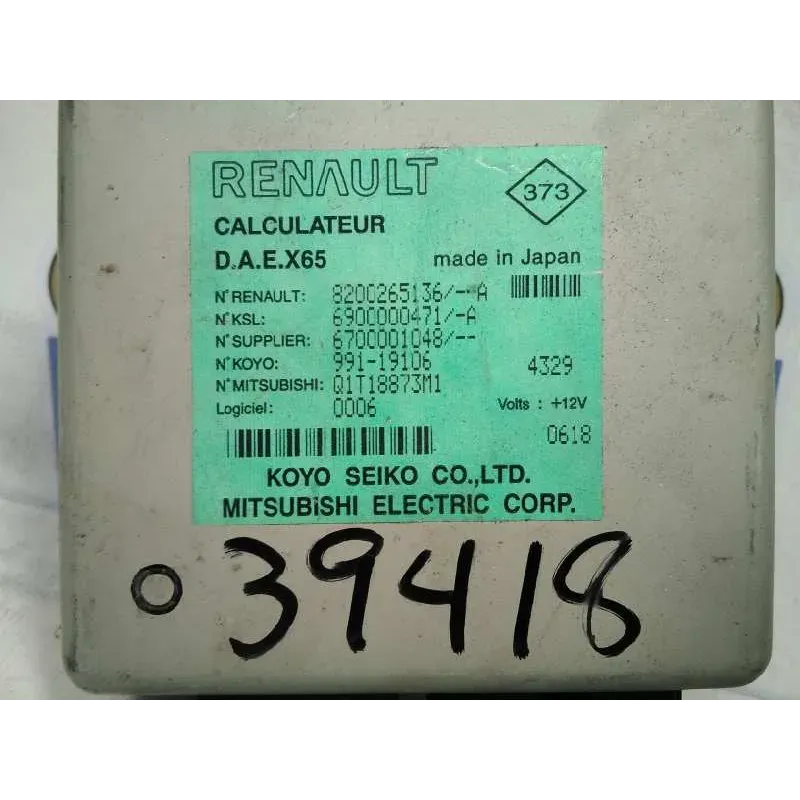 RENAULT
373
CALCULATEUR
D.A.E.X65 made in Japan
N°RENAULT: 8200265136/--A
N°KSL: 6900000471/-A
N°SUPPLIER: 6700001048/--
N°KOYO: 991-19106 4329
N°MITSUBISHI: Q1T18873M1
Logiciel: 0006 Volts : +12V
0618
KOYO SEIKO CO.,LTD.
MITSUBiSHI ELECTRIC CORP.
39418